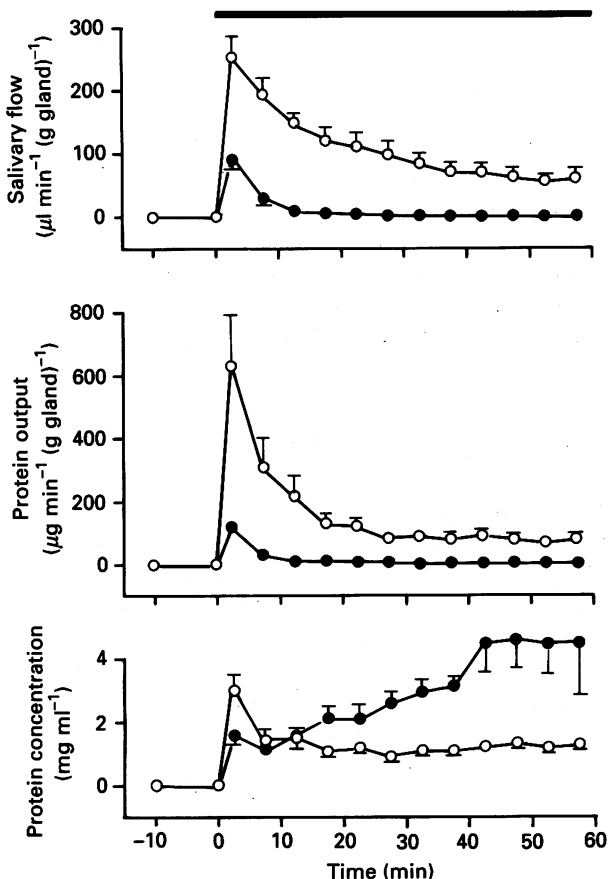 300
200
100
0
Salivary flow
(µl min⁻¹ (g gland)⁻¹
800
600
400
200
0
Protein output
(µg min⁻¹ (g gland)⁻¹
4
2
0
Protein concentration
(mg ml⁻¹)
−10 0 10 20 30 40 50 60
Time (min)